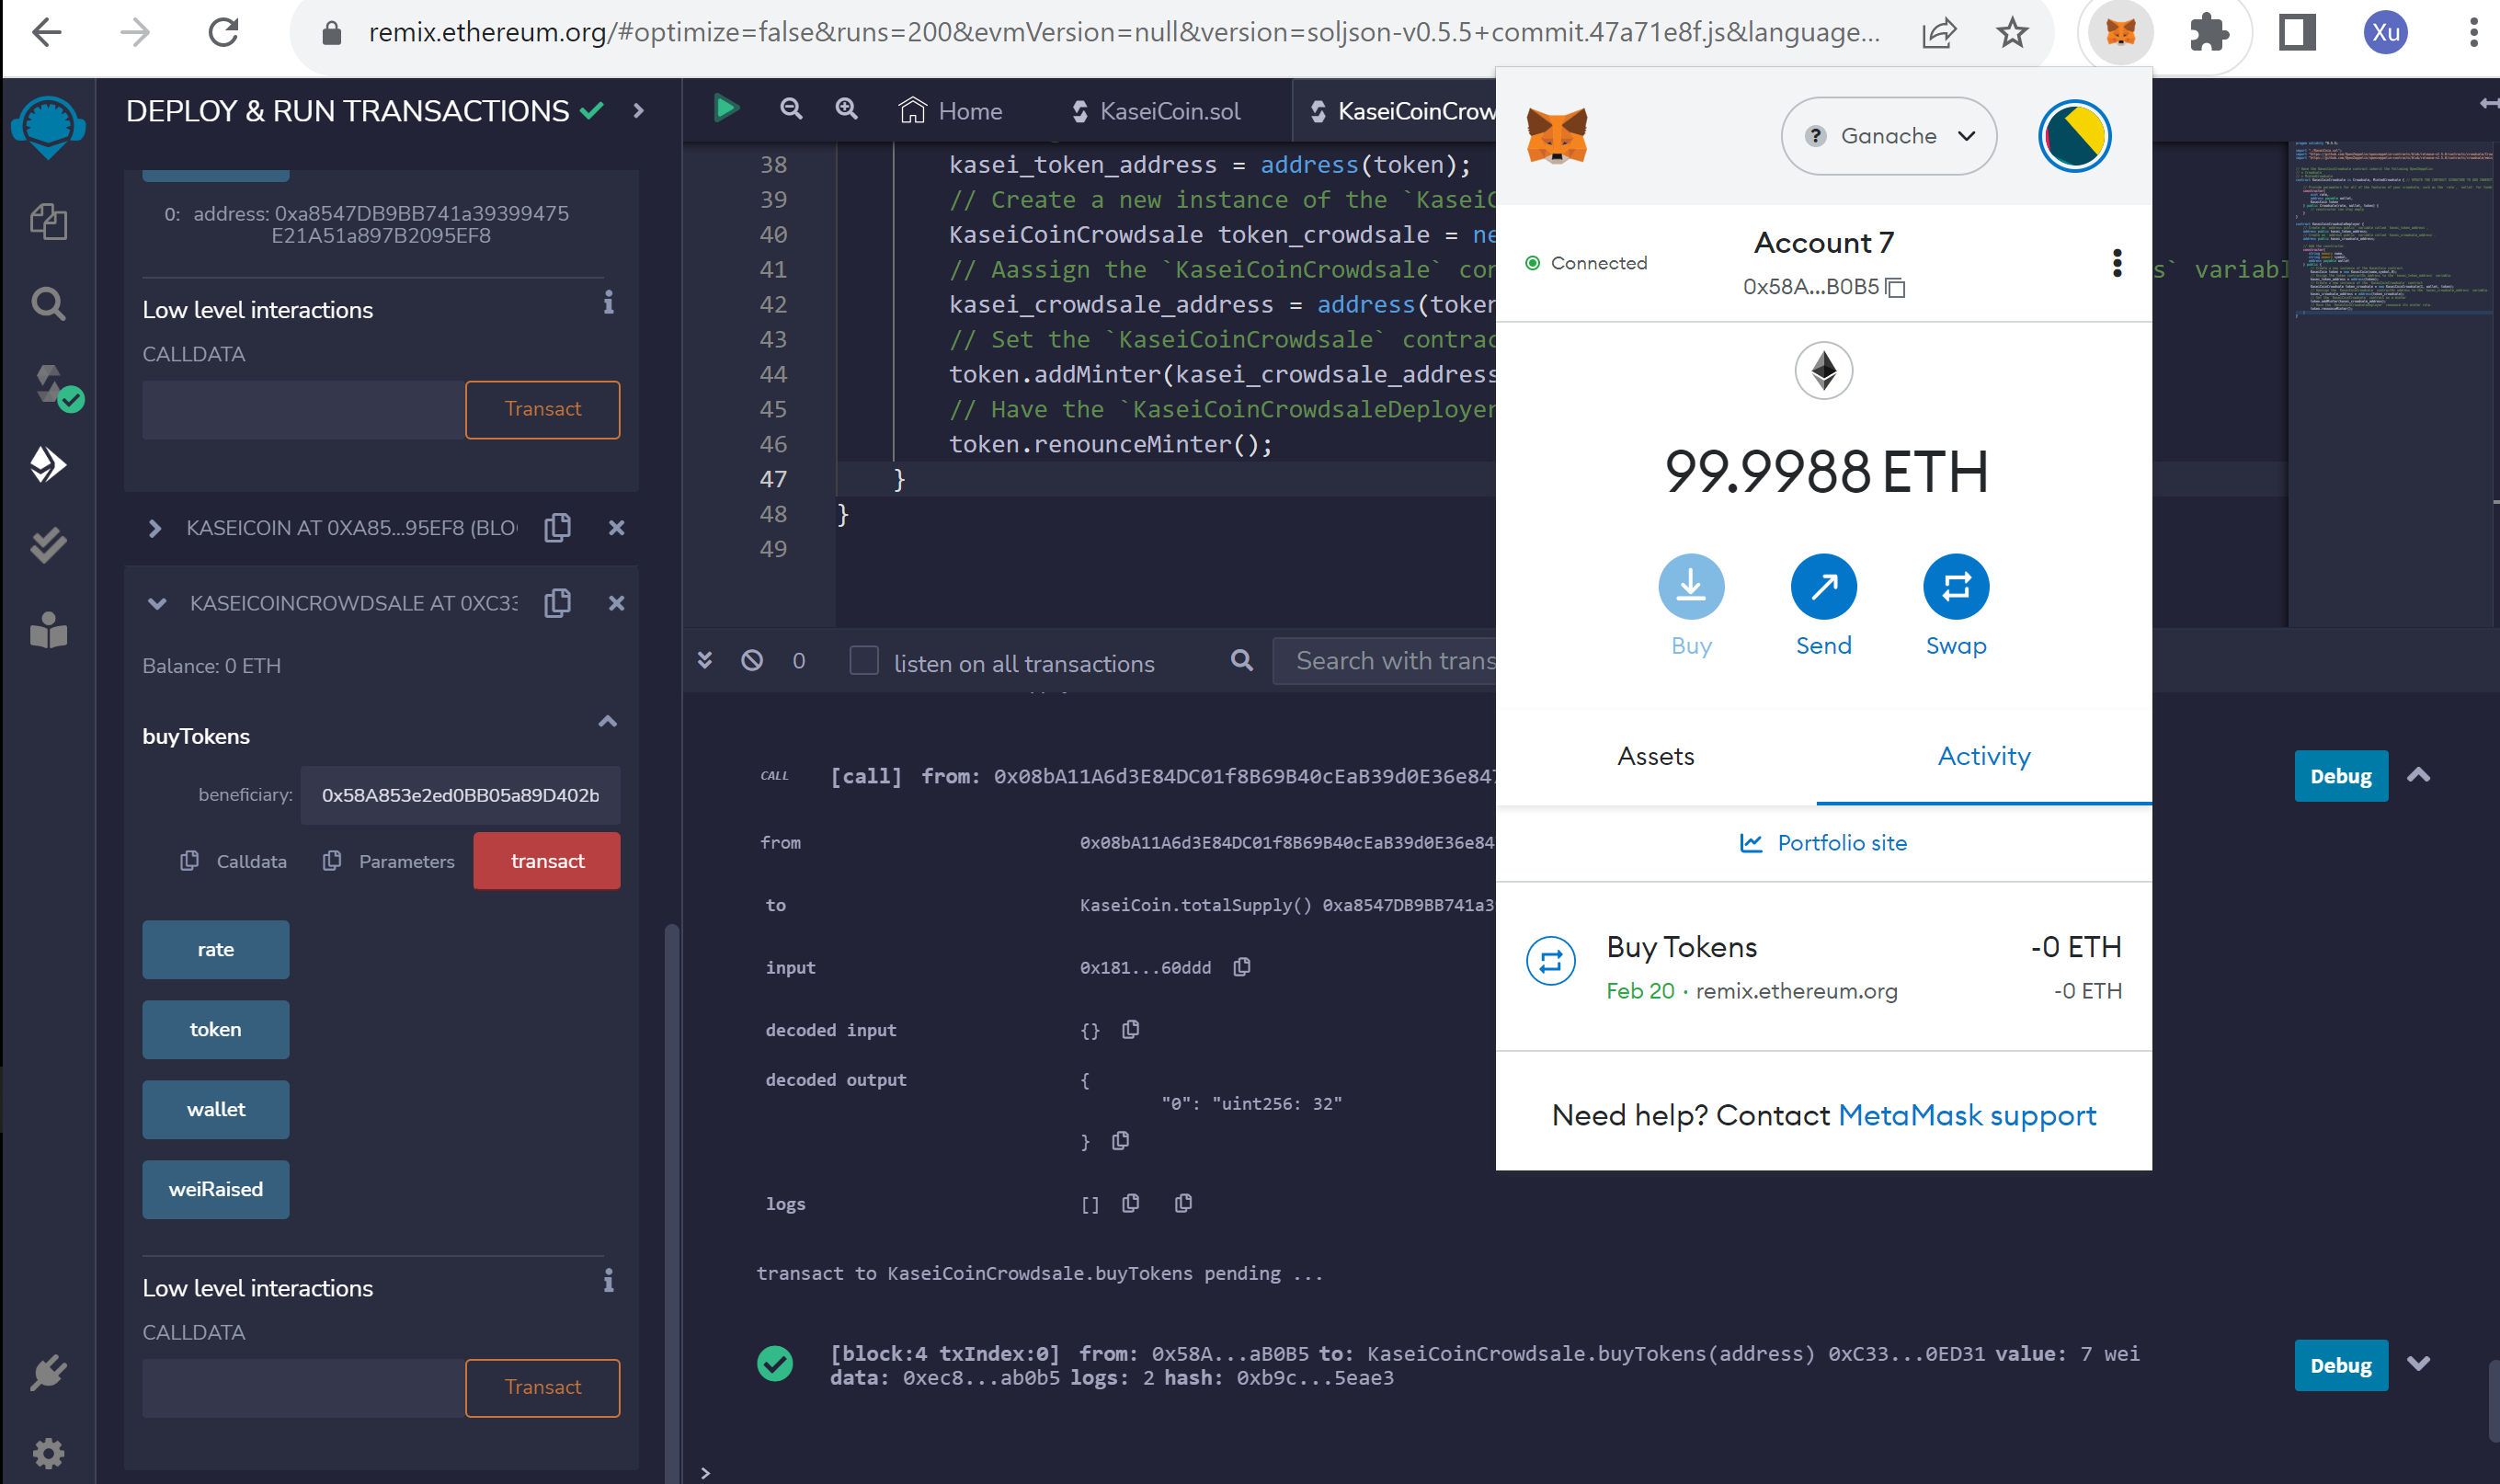 remix.ethereum.org/#optimize=false&runs=200&evmVersion=null&version=soljson-v0.5.5+commit.47a71e8f.js&language...
Xu
DEPLOY & RUN TRANSACTIONS
0: address: 0xa8547DB9BB741a39399475
E21A51a897B2095EF8
Low level interactions
i
CALLDATA
Transact
KASEICOIN AT 0XA85...95EF8 (BLO
KASEICOINCROWDSALE AT 0XC33
Balance: 0 ETH
buyTokens
beneficiary: 0x58A853e2ed0BB05a89D402b
Calldata Parameters transact
rate
token
wallet
weiRaised
Low level interactions
i
CALLDATA
Transact
Home KaseiCoin.sol KaseiCoinCrow
38 kasei_token_address = address(token);
39 // Create a new instance of the `KaseiC
40 KaseiCoinCrowdsale token_crowdsale = ne
41 // Aassign the `KaseiCoinCrowdsale` con s` variabl
42 kasei_crowdsale_address = address(token
43 // Set the `KaseiCoinCrowdsale` contrac
44 token.addMinter(kasei_crowdsale_address
45 // Have the `KaseiCoinCrowdsaleDeployer
46 token.renounceMinter();
47 }
48 }
49
0 listen on all transactions Search with trans
CALL [call] from: 0x08bA11A6d3E84DC01f8B69B40cEaB39d0E36e847 Debug
from 0x08bA11A6d3E84DC01f8B69B40cEaB39d0E36e84
to KaseiCoin.totalSupply() 0xa8547DB9BB741a3
input 0x181...60ddd
decoded input {}
decoded output {
"0": "uint256: 32"
}
logs []
transact to KaseiCoinCrowdsale.buyTokens pending ...
[block:4 txIndex:0] from: 0x58A...aB0B5 to: KaseiCoinCrowdsale.buyTokens(address) 0xC33...0ED31 value: 7 wei
data: 0xec8...ab0b5 logs: 2 hash: 0xb9c...5eae3
Debug
>
? Ganache
Connected
Account 7
0x58A...B0B5
99.9988 ETH
Buy Send Swap
Assets Activity
Portfolio site
Buy Tokens -0 ETH
Feb 20 · remix.ethereum.org -0 ETH
Need help? Contact MetaMask support